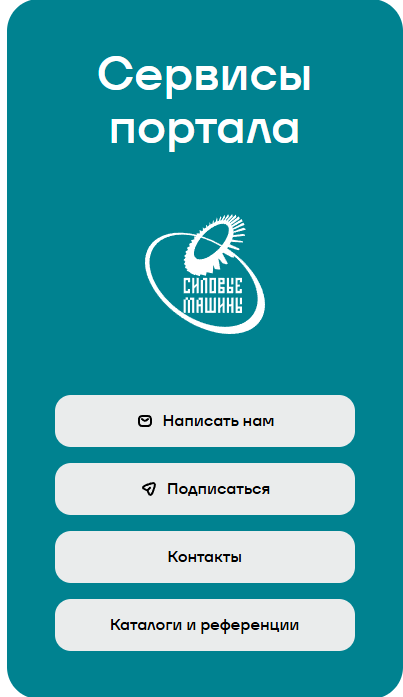 Сервисы
портала
СИЛОВЫЕ
МАШИНЫ
Написать нам
Подписаться
Контакты
Каталоги и референции